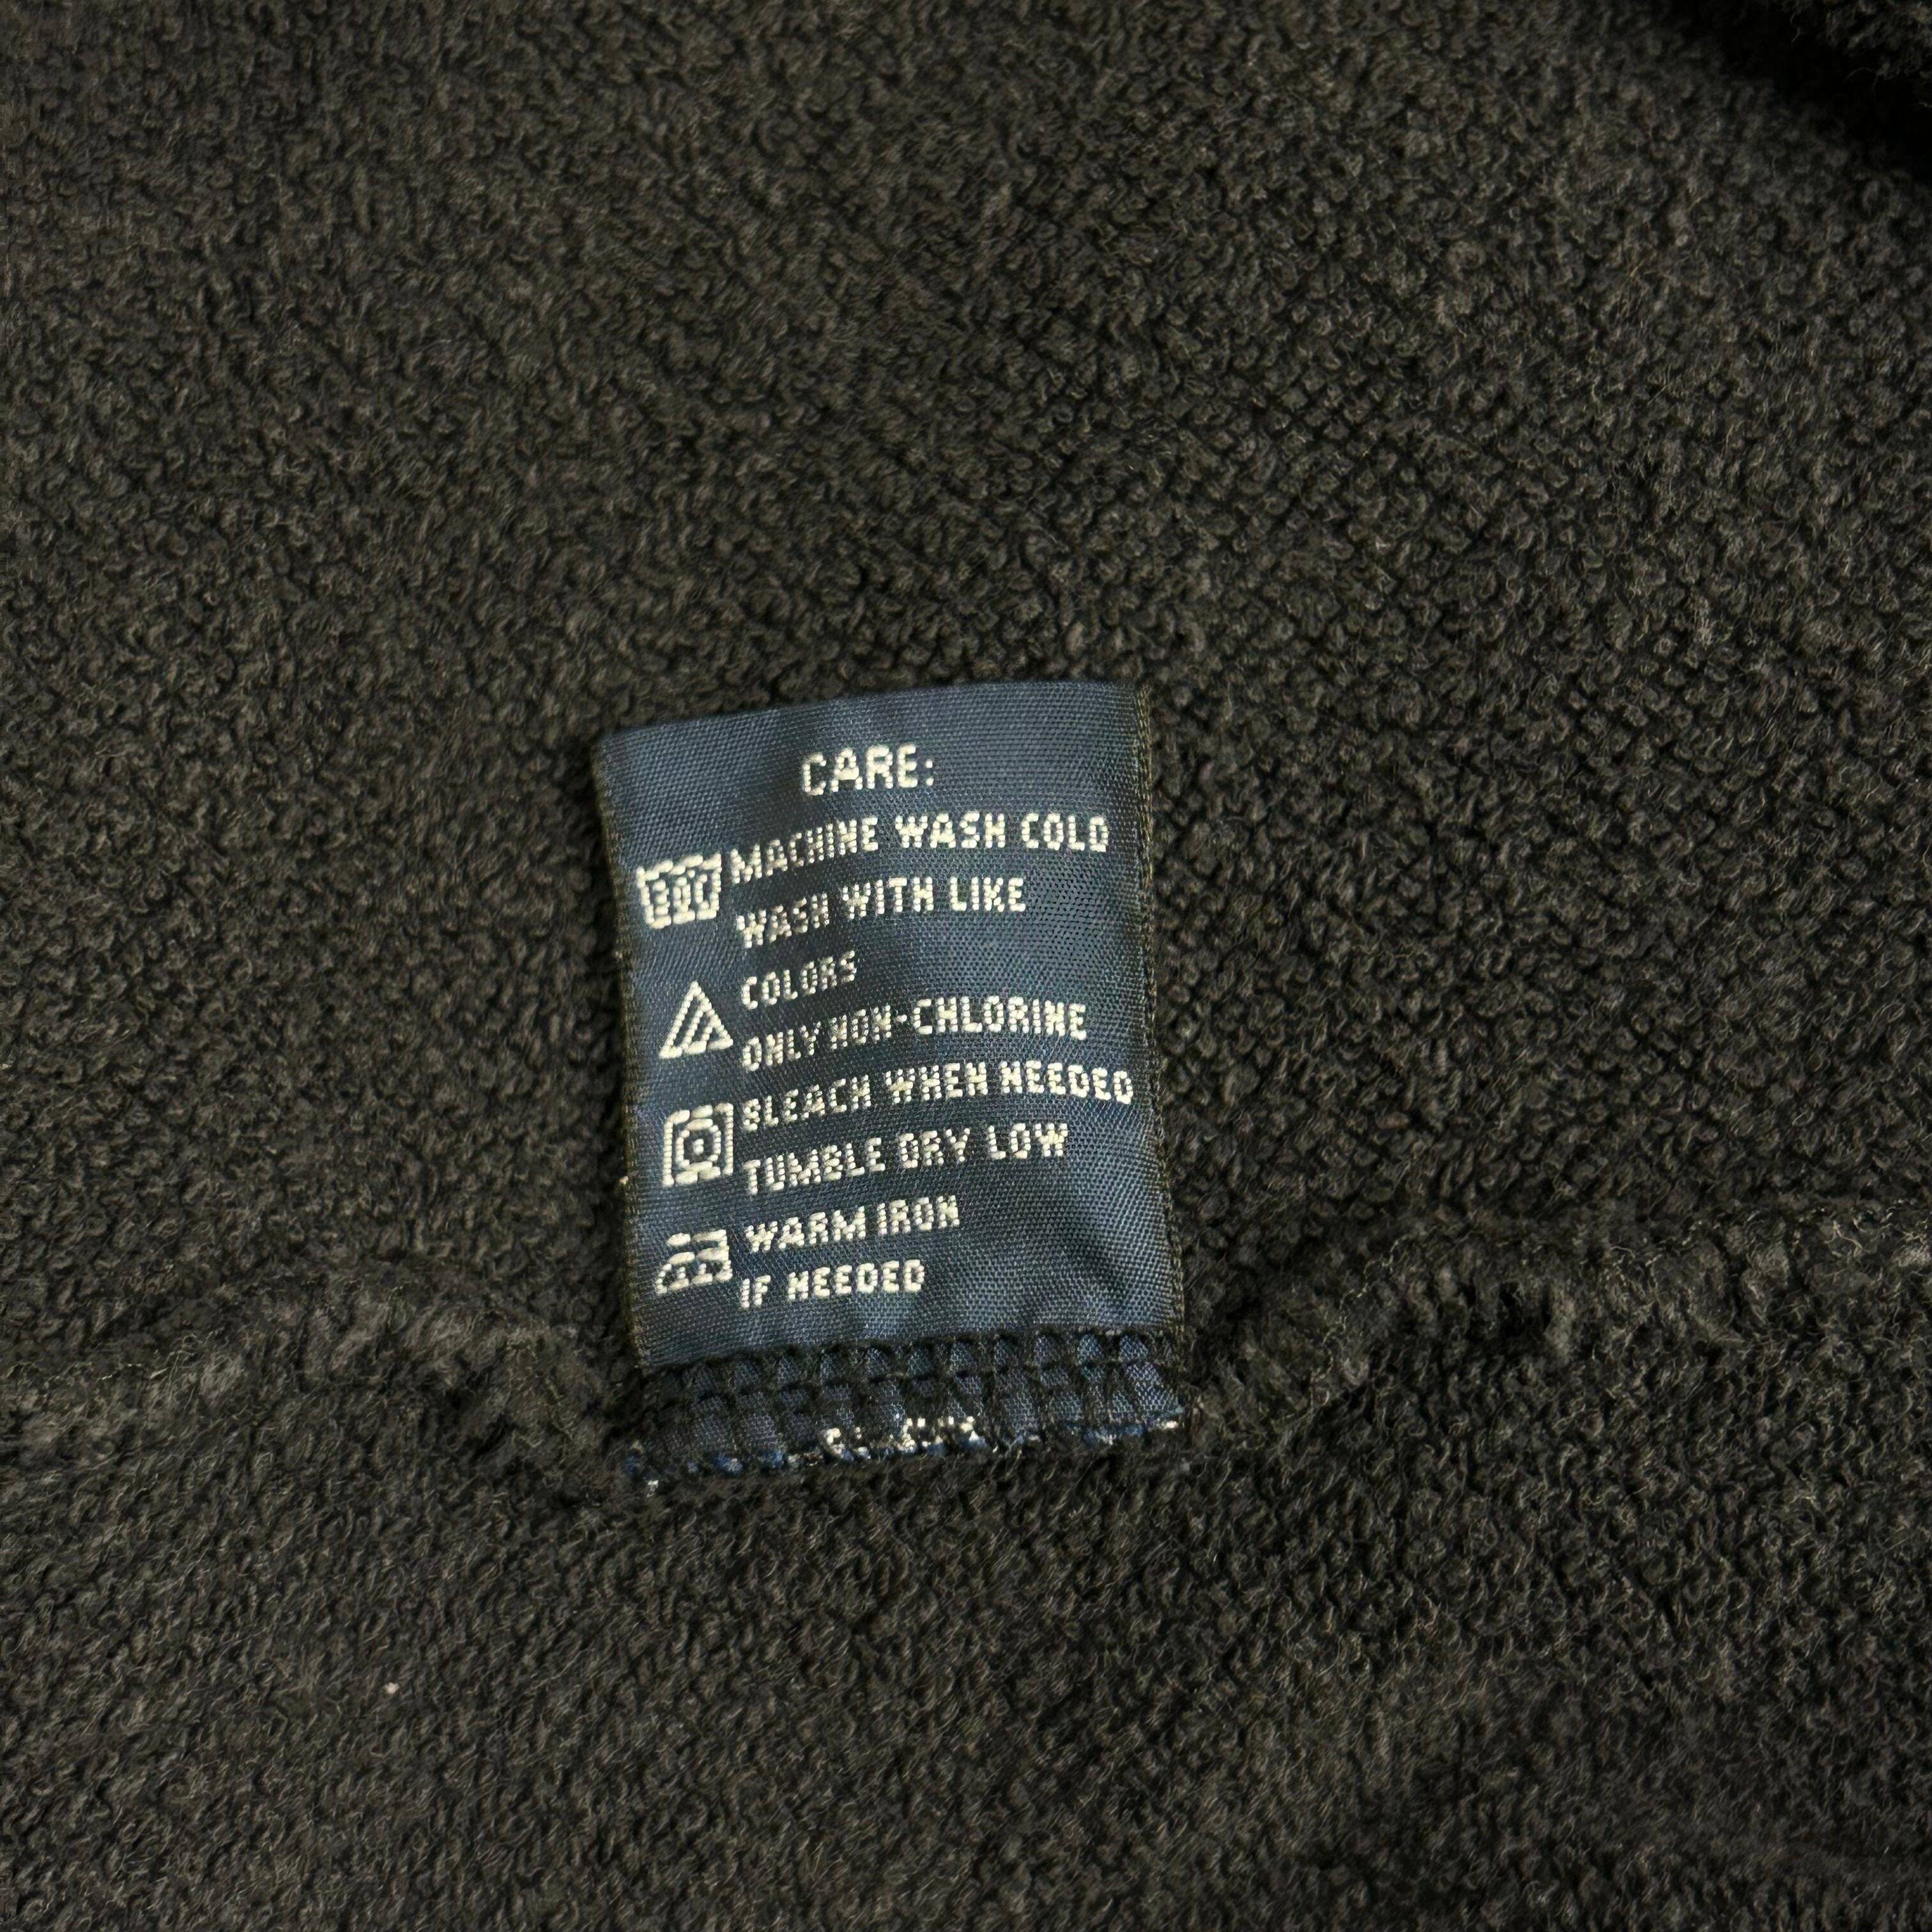 CARE:
MACHINE WASH COLD
WASH WITH LIKE
COLORS
ONLY NON-CHLORINE
BLEACH WHEN NEEDED
TUMBLE DRY LOW
WARM IRON
IF NEEDED